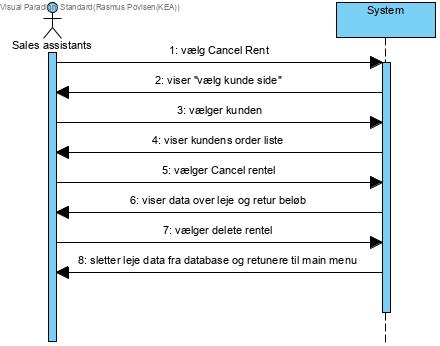 Visual Paradigm Standard(Rasmus Povlsen(KEA))
Sales assistants
System
1: vælg Cancel Rent
2: viser "vælg kunde side"
3: vælger kunden
4: viser kundens order liste
5: vælger Cancel rentel
6: viser data over leje og retur beløb
7: vælger delete rentel
8: sletter leje data fra database og retunere til main menu